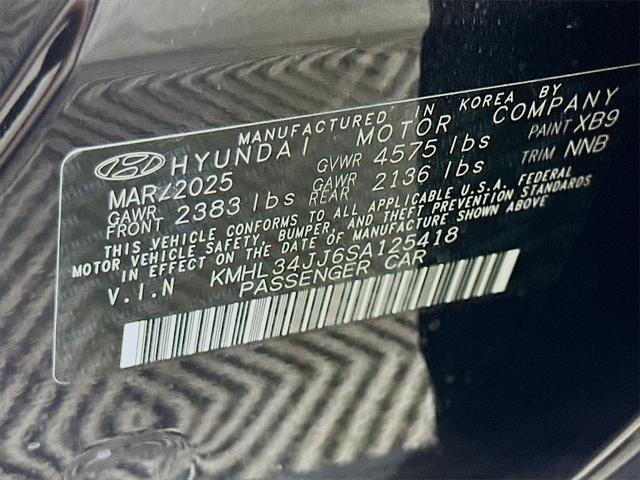 MANUFACTURED IN KOREA BY
HYUNDAI MOTOR COMPANY
MAR/2025 GVWR 4575 lbs PAINT XB9
GAWR FRONT 2383 lbs GAWR REAR 2136 lbs TRIM NNB
THIS VEHICLE CONFORMS TO ALL APPLICABLE U.S.A. FEDERAL
MOTOR VEHICLE SAFETY, BUMPER, AND THEFT PREVENTION STANDARDS
IN EFFECT ON THE DATE OF MANUFACTURE SHOWN ABOVE
V.I.N KMHL34JJ6SA125418
PASSENGER CAR